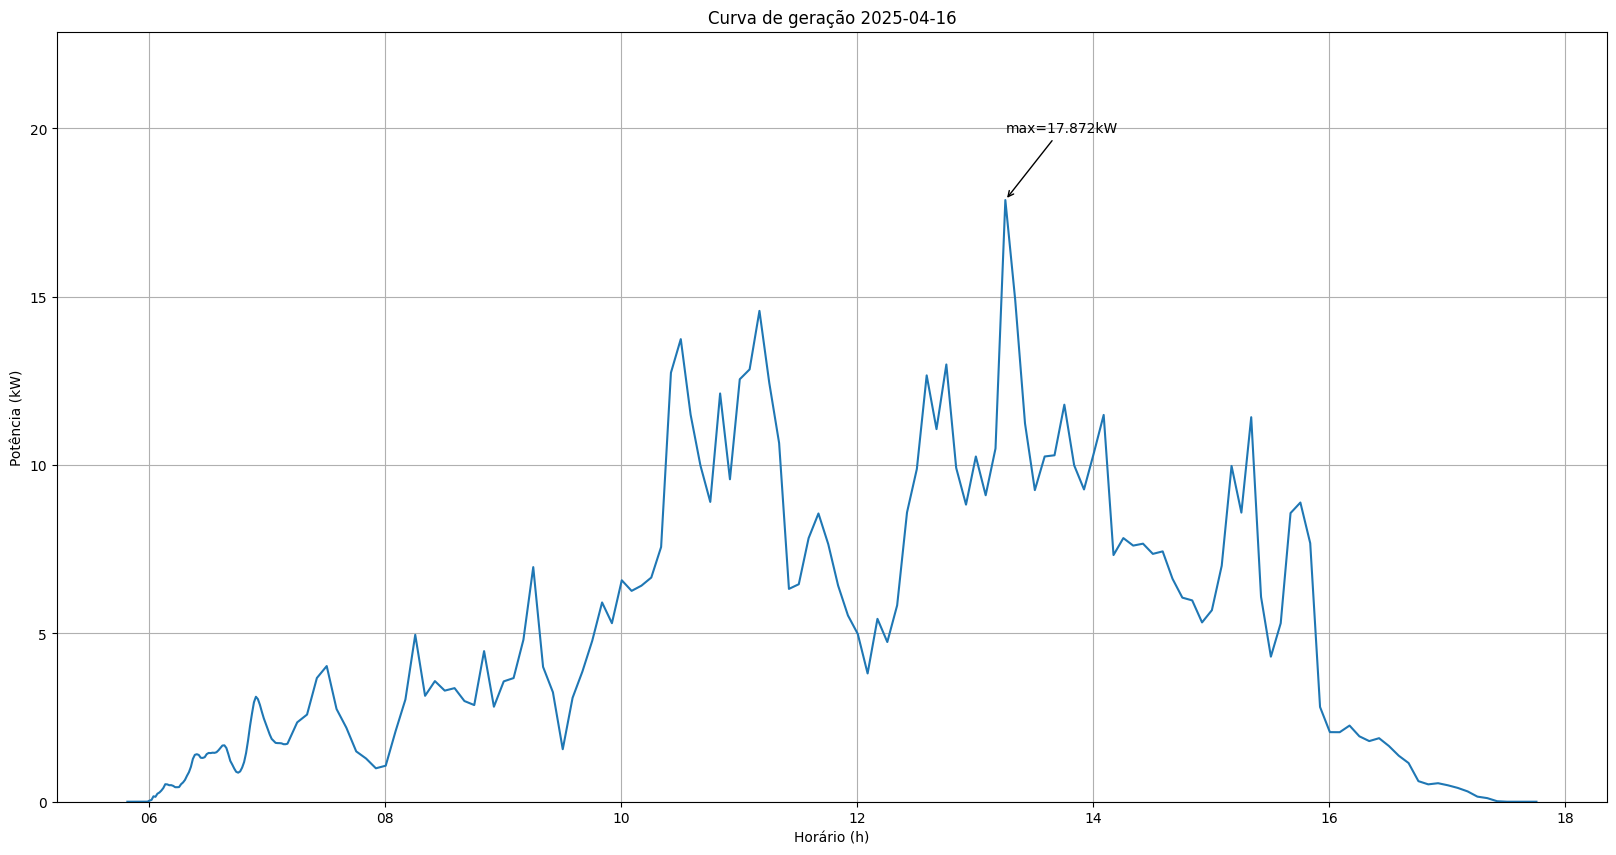 Curva de geração 2025-04-16
max=17.872kW
Potência (kW)
20
15
10
5
0
06 08 10 12 14 16 18
Horário (h)